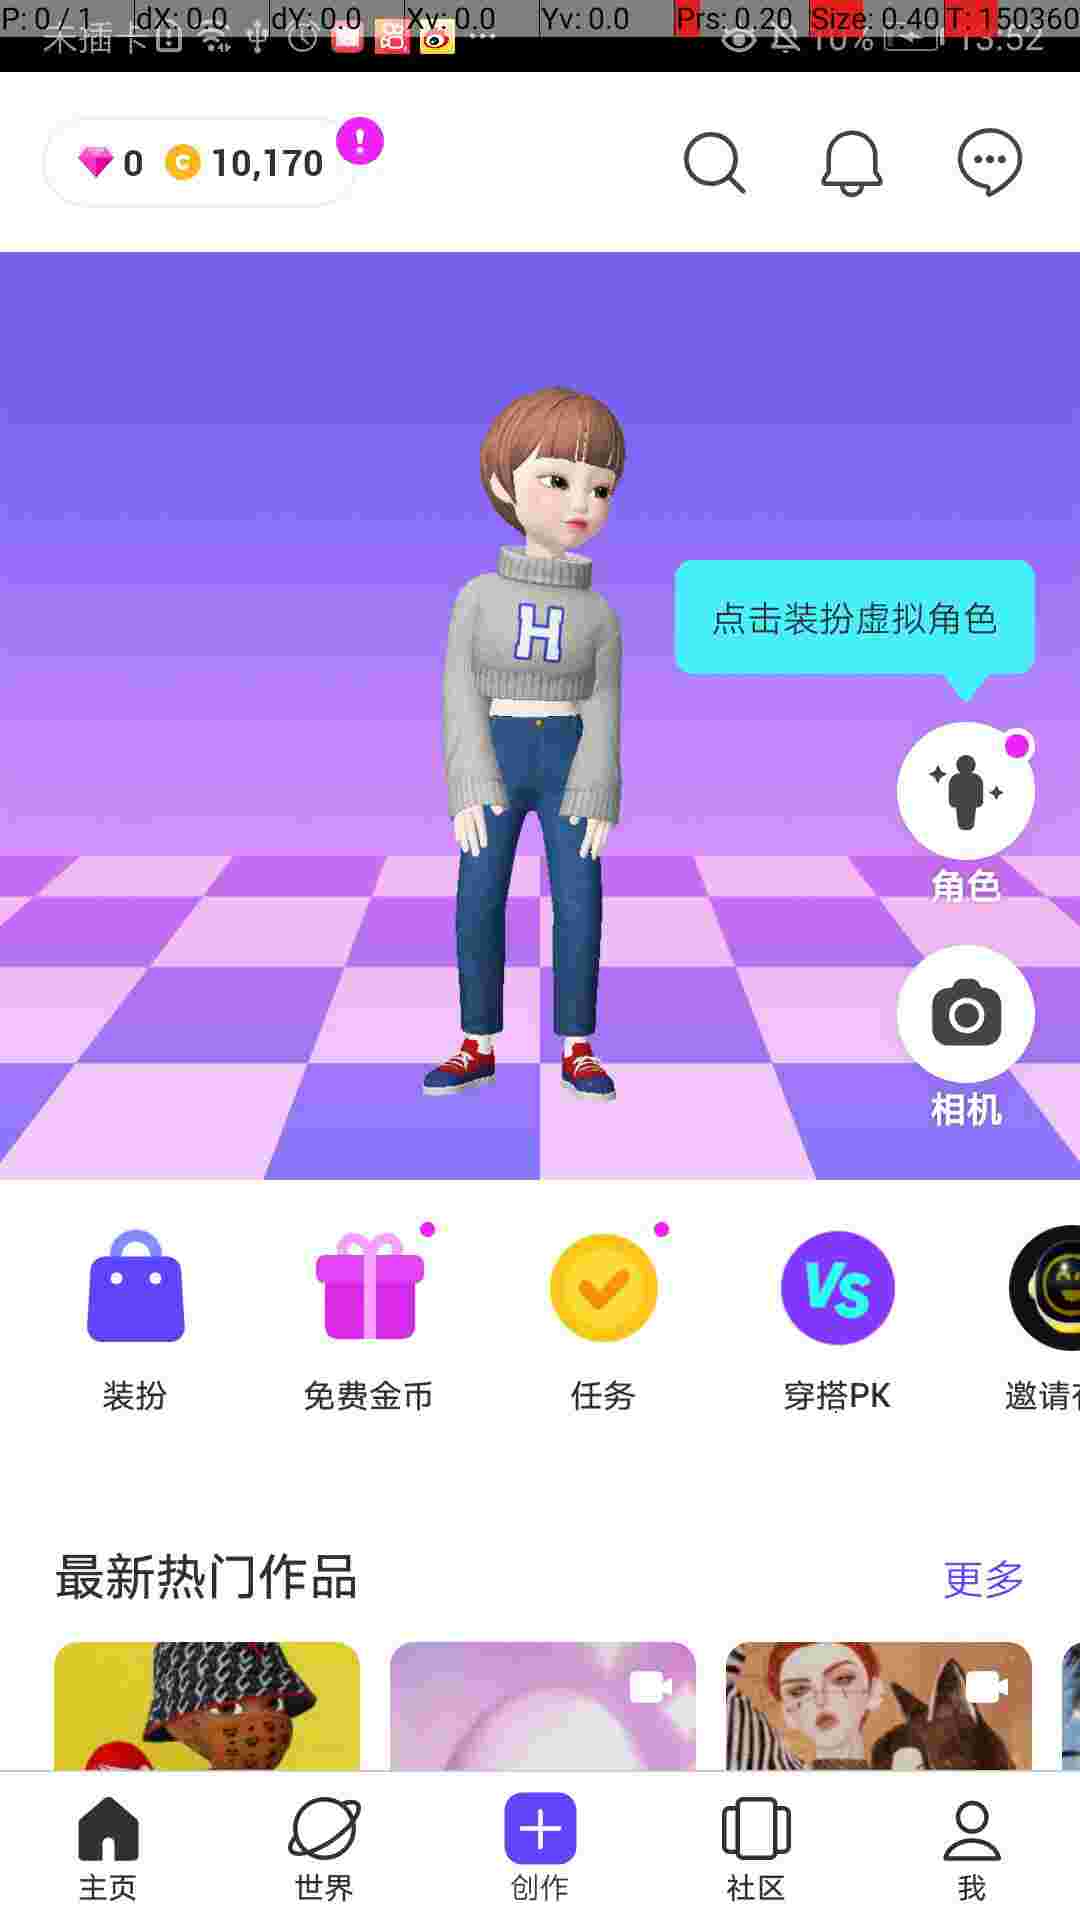 P: 0 / 1 dX: 0.0 dY: 0.0 Xv: 0.0 Yv: 0.0 Prs: 0.20 Size: 0.40 T: 150360
未插卡 10% 13:52
0 C 10,170 !
H
点击装扮虚拟角色
角色
相机
VS
装扮 免费金币 任务 穿搭PK 邀请
最新热门作品 更多
主页 世界 创作 社区 我